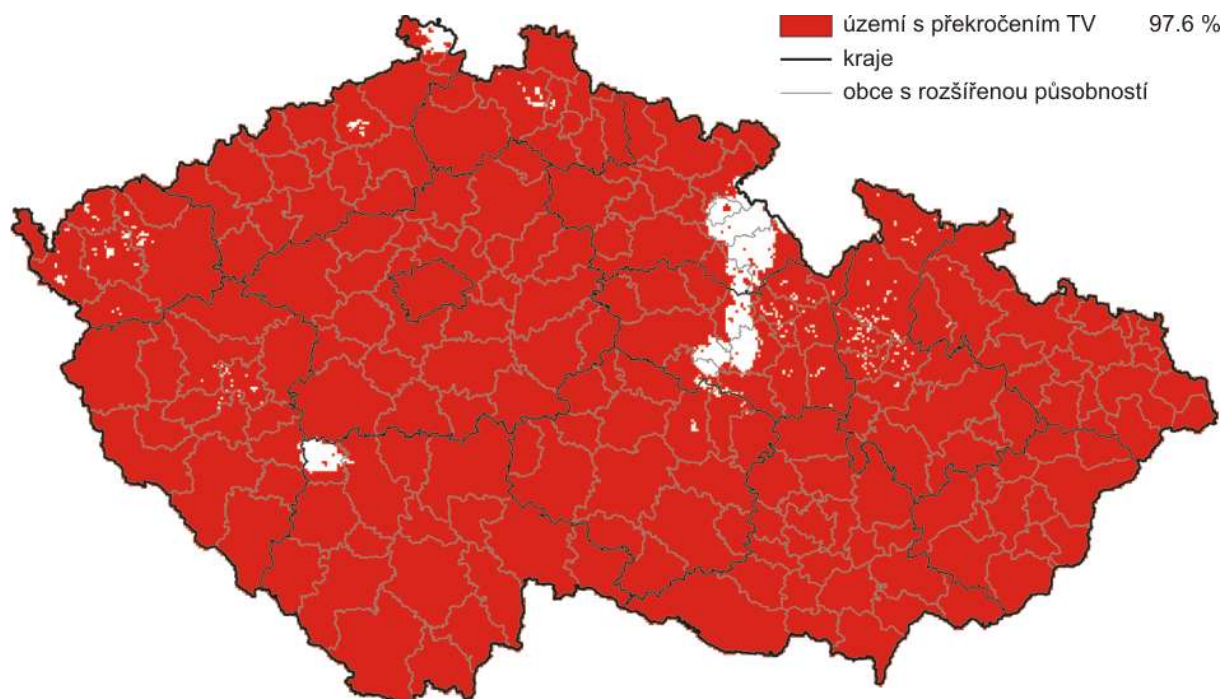 území s překročením TV 97.6 %
kraje
obce s rozšířenou působností